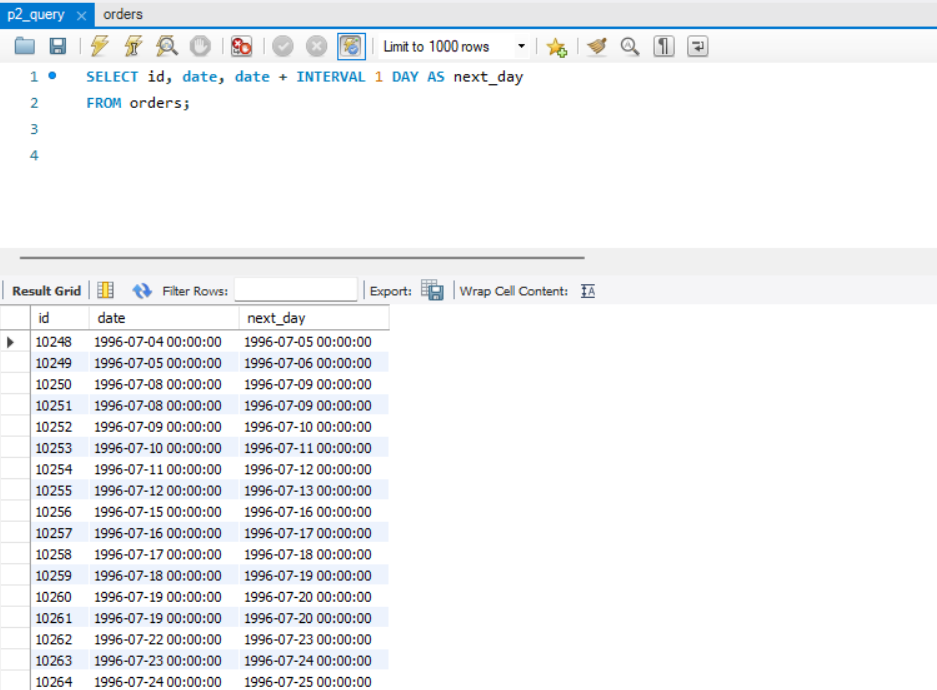 p2_query × orders
Limit to 1000 rows
1 SELECT id, date, date + INTERVAL 1 DAY AS next_day
2 FROM orders;
3
4
Result Grid Filter Rows: Export: Wrap Cell Content: IA
id date next_day
10248 1996-07-04 00:00:00 1996-07-05 00:00:00
10249 1996-07-05 00:00:00 1996-07-06 00:00:00
10250 1996-07-08 00:00:00 1996-07-09 00:00:00
10251 1996-07-08 00:00:00 1996-07-09 00:00:00
10252 1996-07-09 00:00:00 1996-07-10 00:00:00
10253 1996-07-10 00:00:00 1996-07-11 00:00:00
10254 1996-07-11 00:00:00 1996-07-12 00:00:00
10255 1996-07-12 00:00:00 1996-07-13 00:00:00
10256 1996-07-15 00:00:00 1996-07-16 00:00:00
10257 1996-07-16 00:00:00 1996-07-17 00:00:00
10258 1996-07-17 00:00:00 1996-07-18 00:00:00
10259 1996-07-18 00:00:00 1996-07-19 00:00:00
10260 1996-07-19 00:00:00 1996-07-20 00:00:00
10261 1996-07-19 00:00:00 1996-07-20 00:00:00
10262 1996-07-22 00:00:00 1996-07-23 00:00:00
10263 1996-07-23 00:00:00 1996-07-24 00:00:00
10264 1996-07-24 00:00:00 1996-07-25 00:00:00